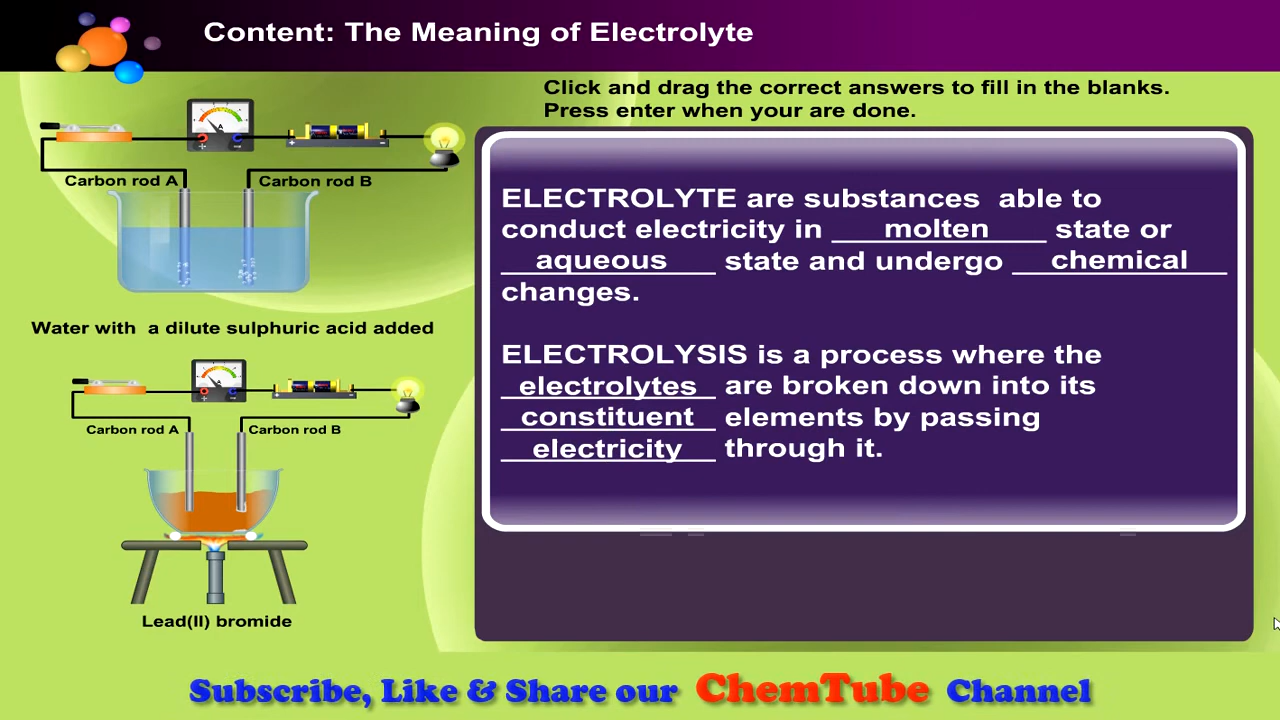 Content: The Meaning of Electrolyte
Click and drag the correct answers to fill in the blanks.
Press enter when your are done.
Carbon rod A
Carbon rod B
Water with a dilute sulphuric acid added
Carbon rod A
Carbon rod B
Lead(II) bromide
ELECTROLYTE are substances able to
conduct electricity in molten state or
aqueous state and undergo chemical
changes.
ELECTROLYSIS is a process where the
electrolytes are broken down into its
constituent elements by passing
electricity through it.
Subscribe, Like & Share our ChemTube Channel